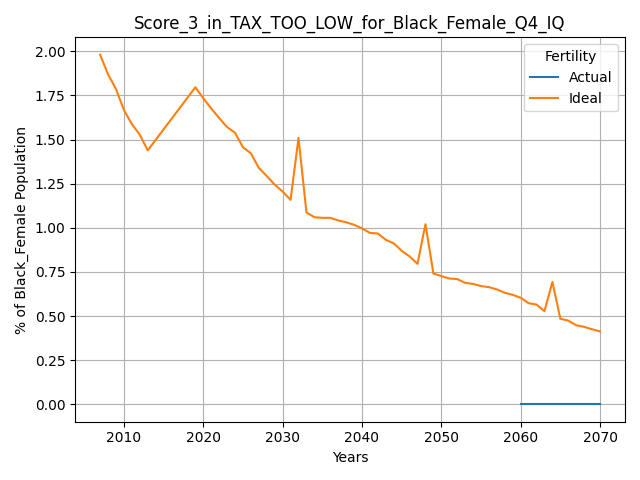 Score_3_in_TAX_TOO_LOW_for_Black_Female_Q4_IQ
Fertility
Actual
Ideal
% of Black_Female Population
2.00
1.75
1.50
1.25
1.00
0.75
0.50
0.25
0.00
2010 2020 2030 2040 2050 2060 2070
Years